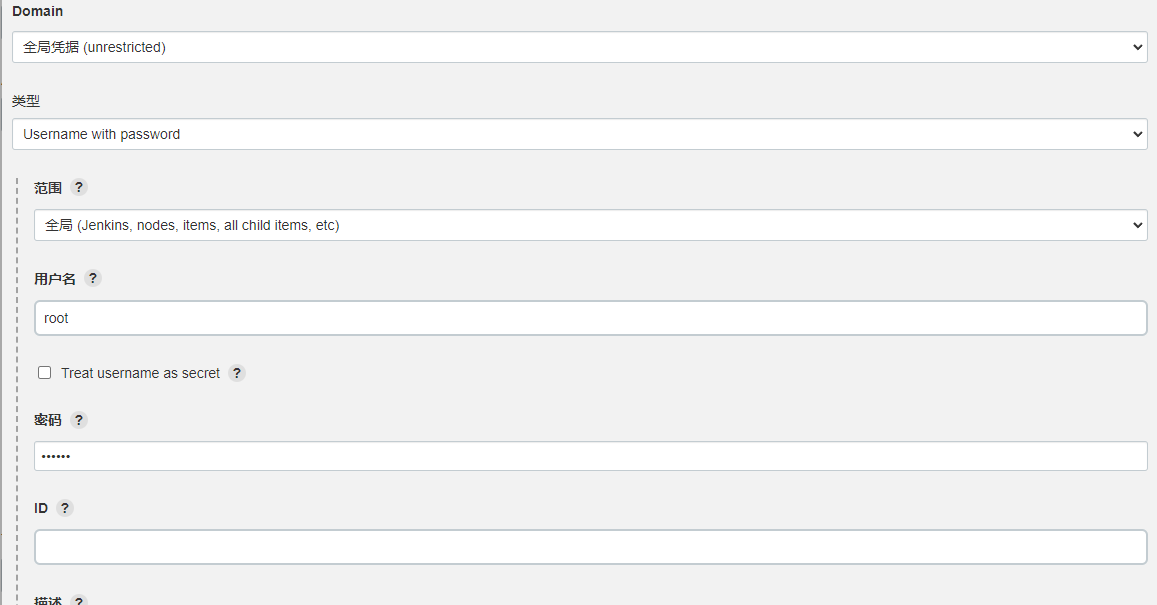 Domain
全局凭据 (unrestricted)
类型
Username with password
范围 ?
全局 (Jenkins, nodes, items, all child items, etc)
用户名 ?
root
Treat username as secret ?
密码 ?
••••••
ID ?
描述 ?